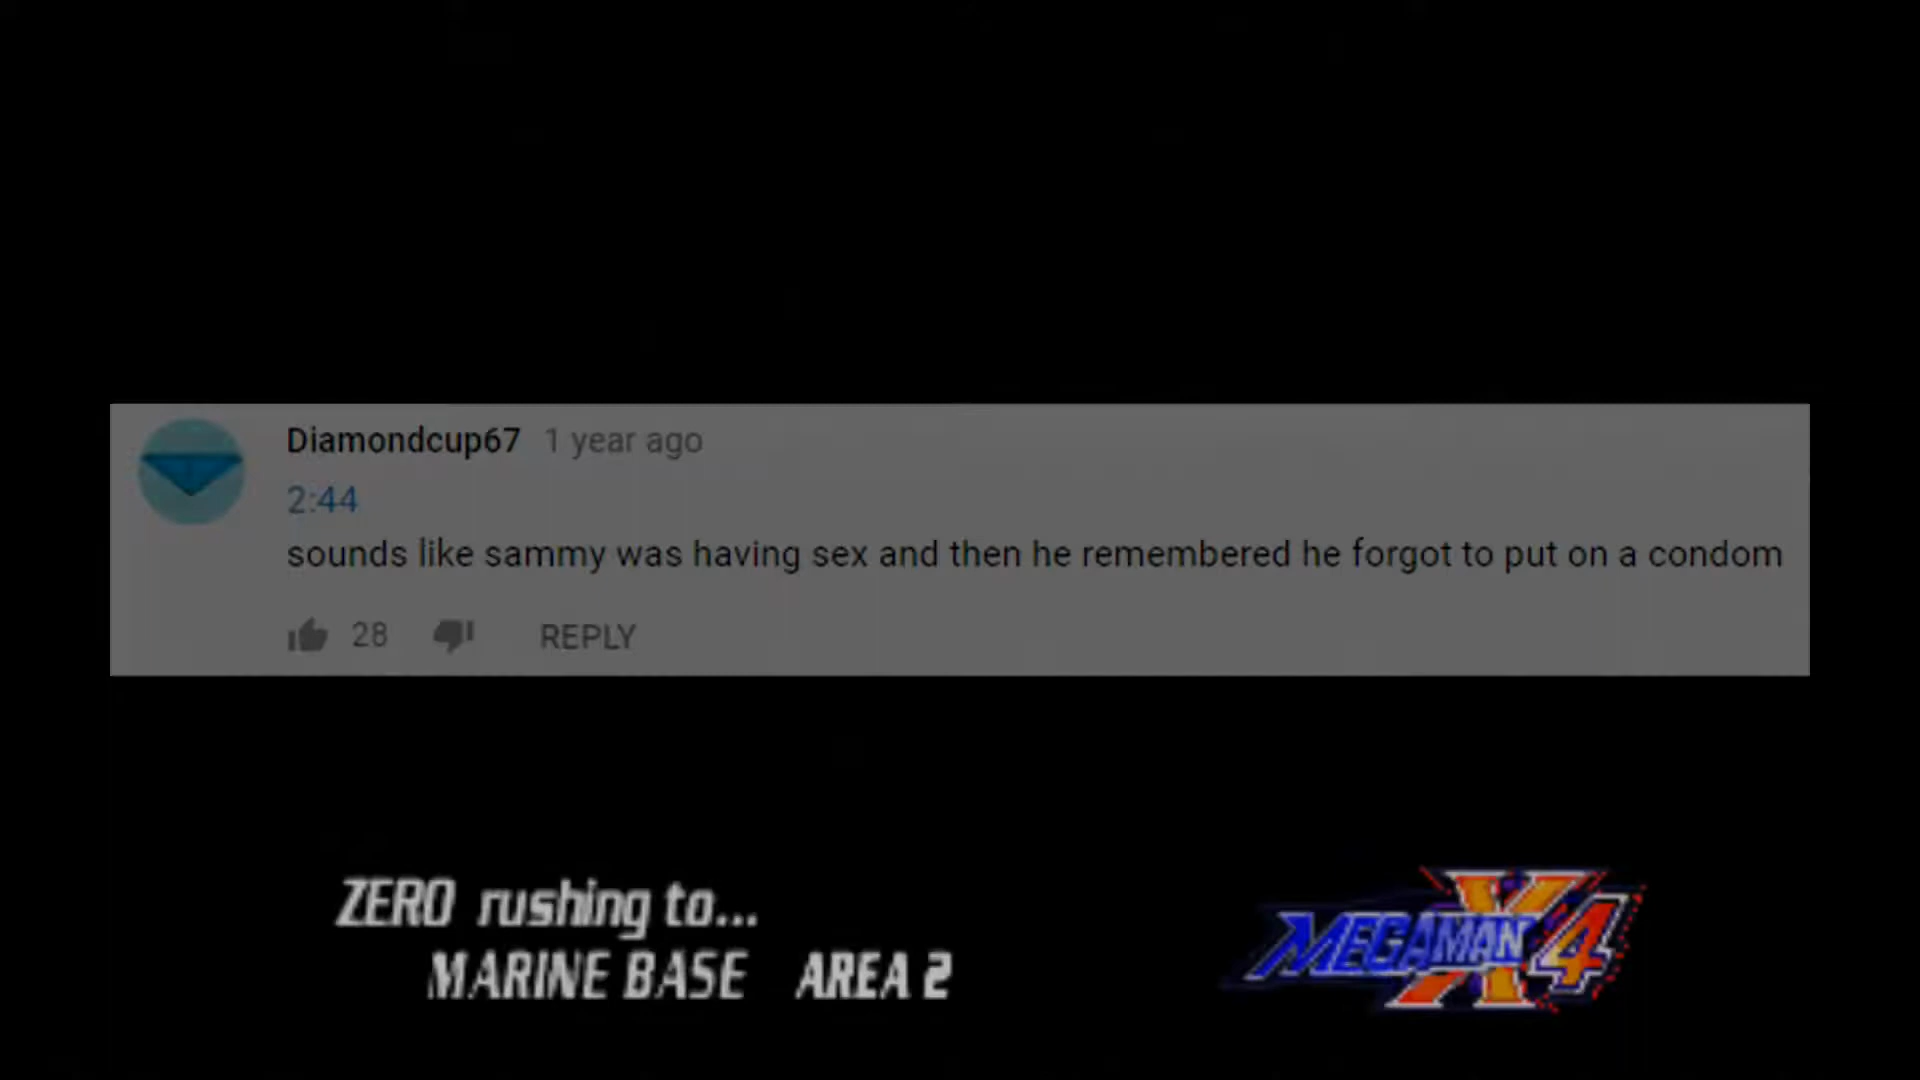 Diamondcup67 1 year ago
2:44
sounds like sammy was having sex and then he remembered he forgot to put on a condom
28 REPLY
ZERO rushing to...
MARINE BASE AREA 2
MEGAMAN X4